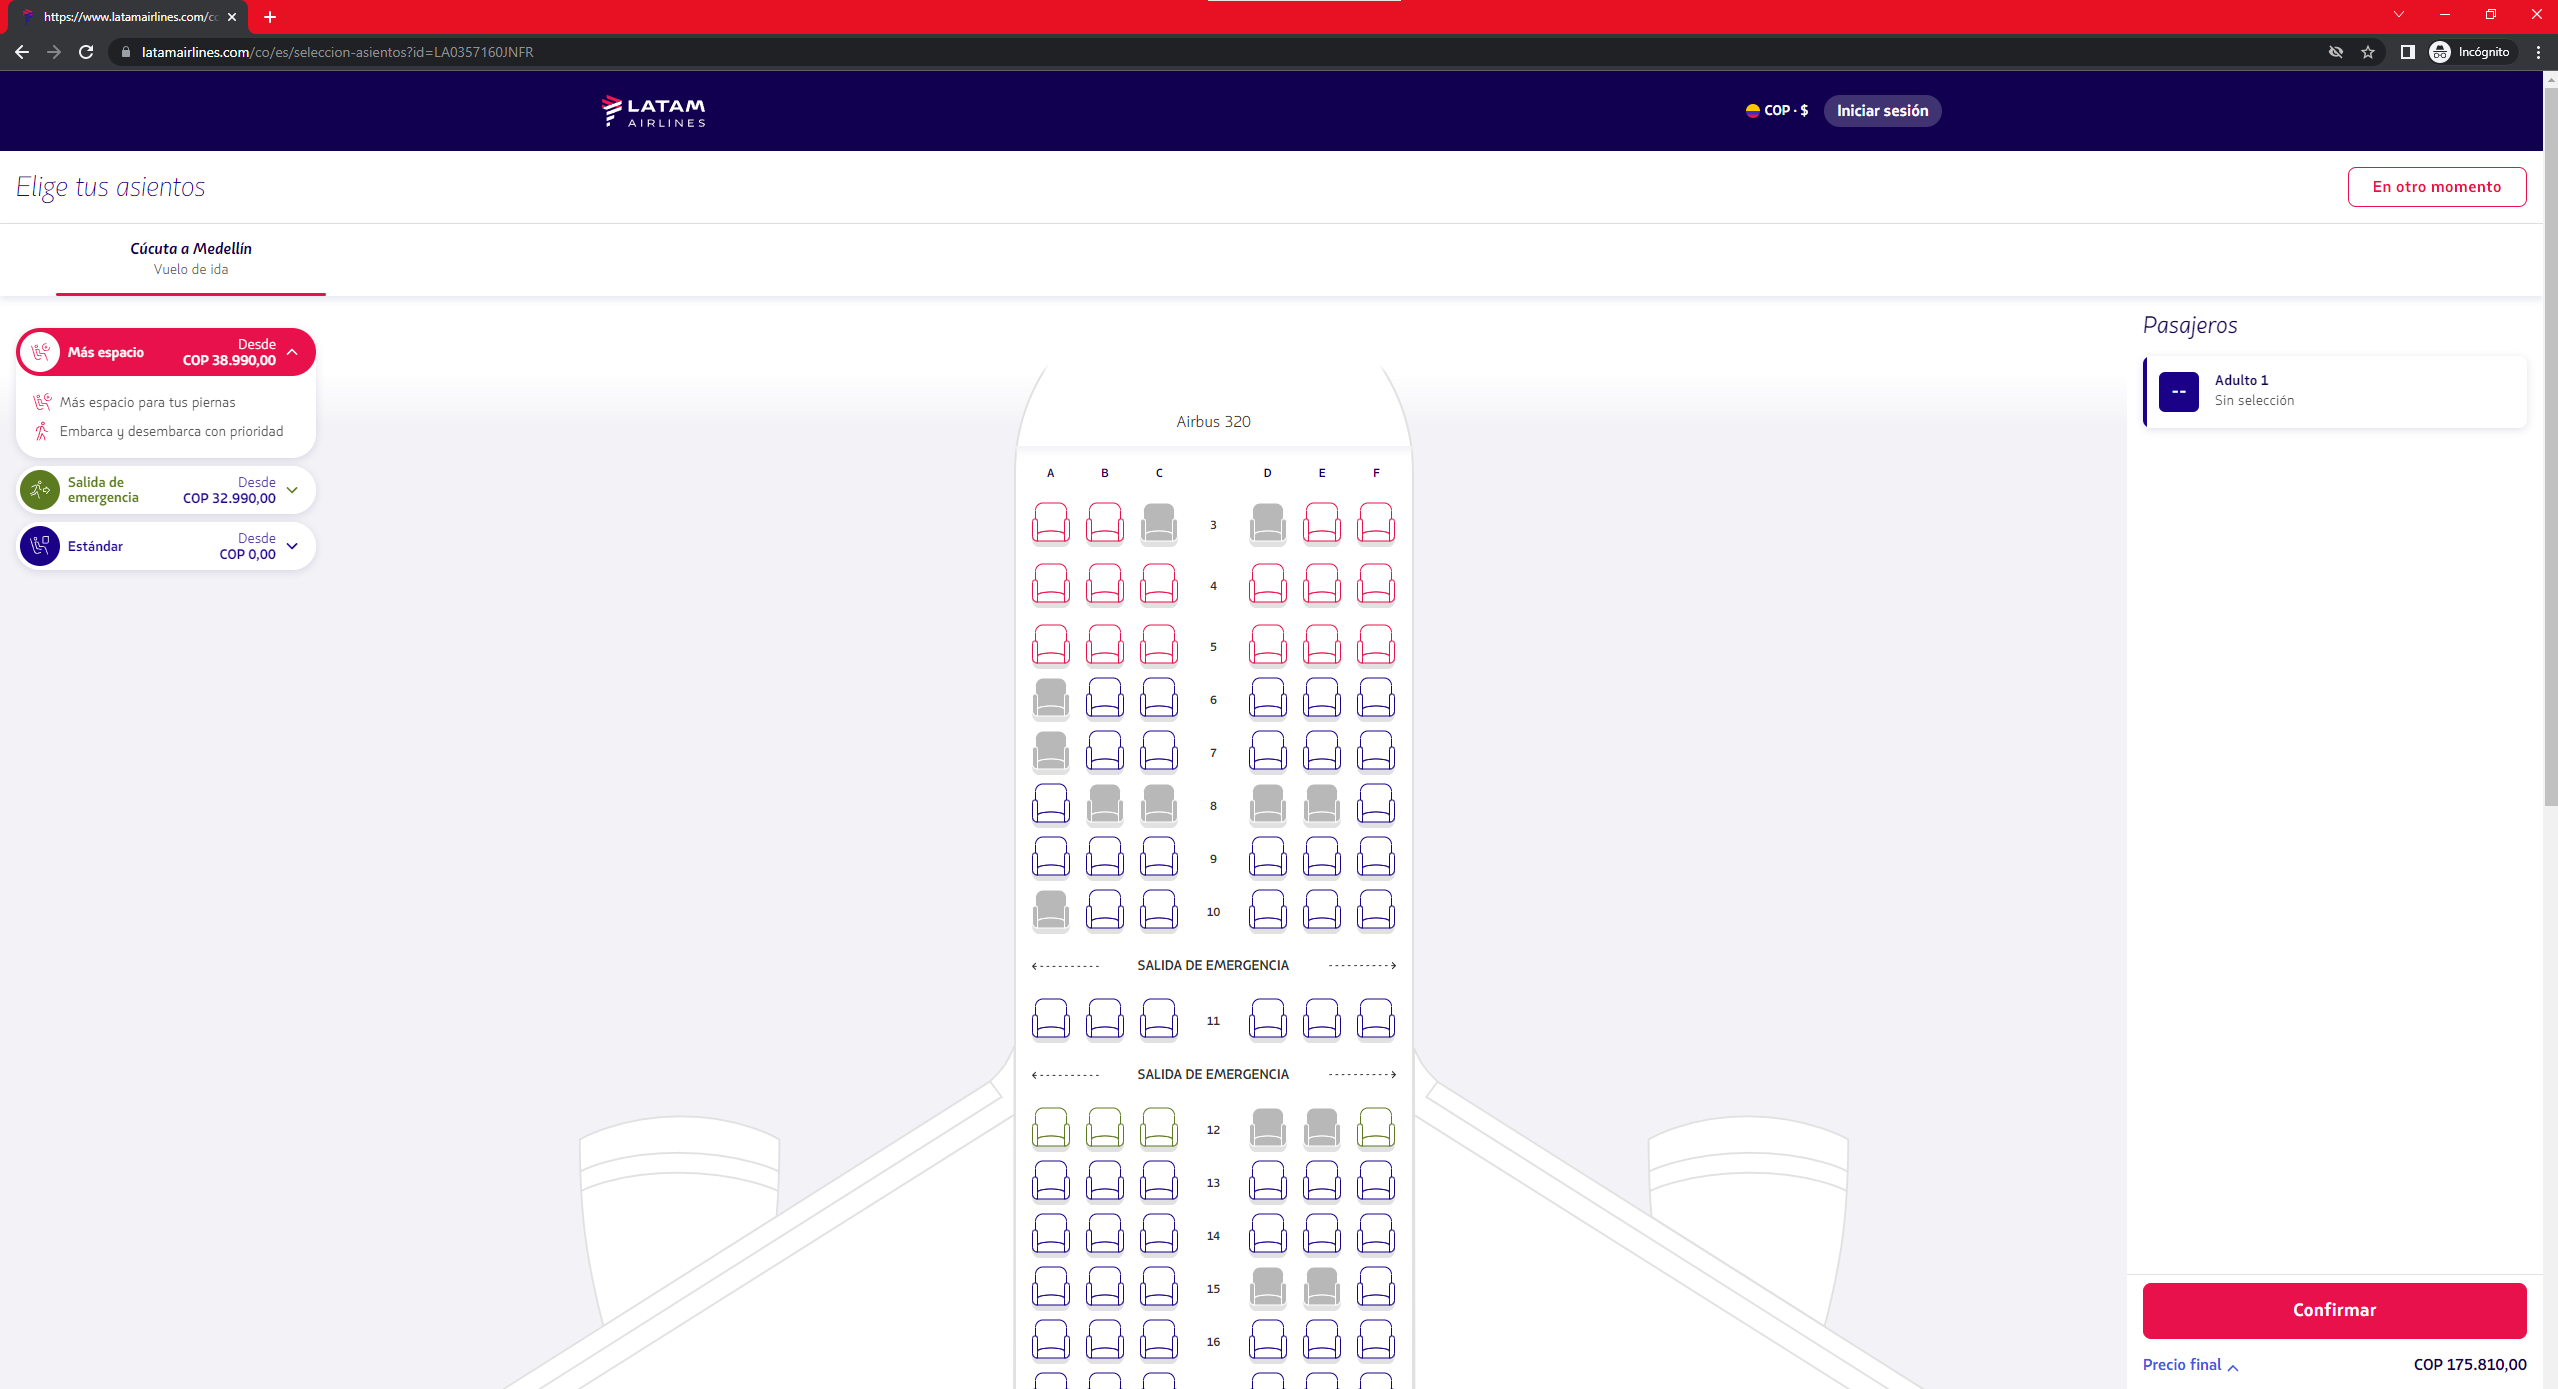 https://www.latamairlines.com/cc
latamairlines.com/co/es/seleccion-asientos?id=LA0357160JNFR
Incógnito
LATAM
AIRLINES
COP · $
Iniciar sesión
Elige tus asientos
En otro momento
Cúcuta a Medellín
Vuelo de ida
Más espacio
Desde
COP 38.990,00
Más espacio para tus piernas
Embarca y desembarca con prioridad
Salida de
emergencia
Desde
COP 32.990,00
Estándar
Desde
COP 0,00
Airbus 320
A B C D E F
3
4
5
6
7
8
9
10
SALIDA DE EMERGENCIA
11
SALIDA DE EMERGENCIA
12
13
14
15
16
Pasajeros
--
Adulto 1
Sin selección
Confirmar
Precio final
COP 175.810,00